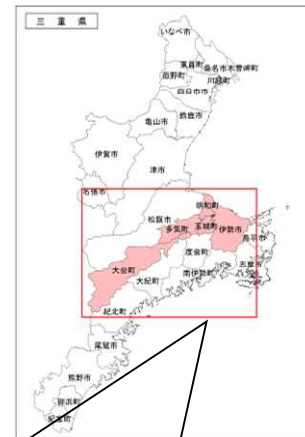 三重県
いなべ市
東員町
桑名市木曽岬町
菰野町
川越町
四日市市
亀山市
鈴鹿市
伊賀市
津市
名張市
松阪市
明和町
多気町
玉城町
伊勢市
鳥羽市
度会町
志摩市
大台町
大紀町
南伊勢町
紀北町
尾鷲市
熊野市
御浜町
紀宝町